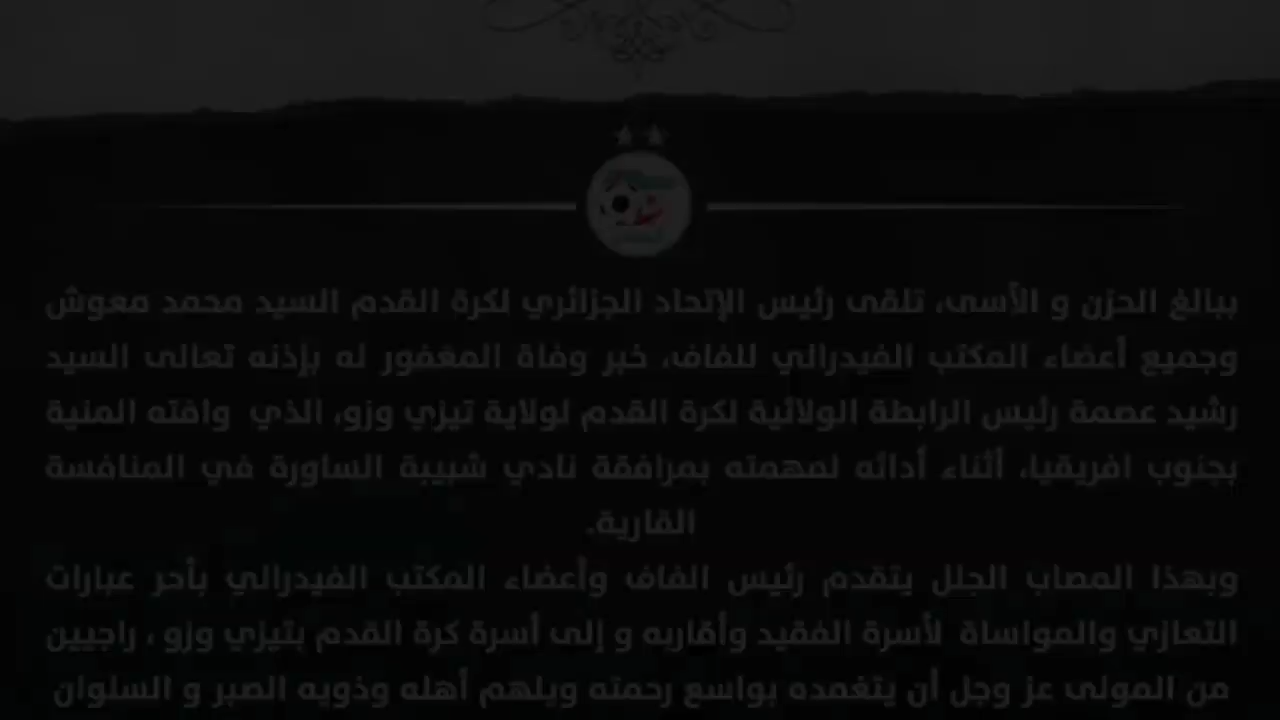 ببالغ الحزن و الأسى، تلقى رئيس الإتحاد الجزائري لكرة القدم السيد محمد معوش
وجميع أعضاء المكتب الفيدرالي للفاف، خبر وفاة المغفور له بإذنه تعالى السيد
رشيد عصمة رئيس الرابطة الولائية لكرة القدم لولاية تيزي وزو، الذي وافته المنية
بجنوب افريقيا، أثناء أدائه لمهمته بمرافقة نادي شبيبة الساورة في المنافسة
القارية.
وبهذا المصاب الجلل يتقدم رئيس الفاف وأعضاء المكتب الفيدرالي بأحر عبارات
التعازي والمواساة لأسرة الفقيد وأقاربه و إلى أسرة كرة القدم بتيزي وزو ، راجيين
من المولى عز وجل أن يتغمده بواسع رحمته ويلهم أهله وذويه الصبر و السلوان